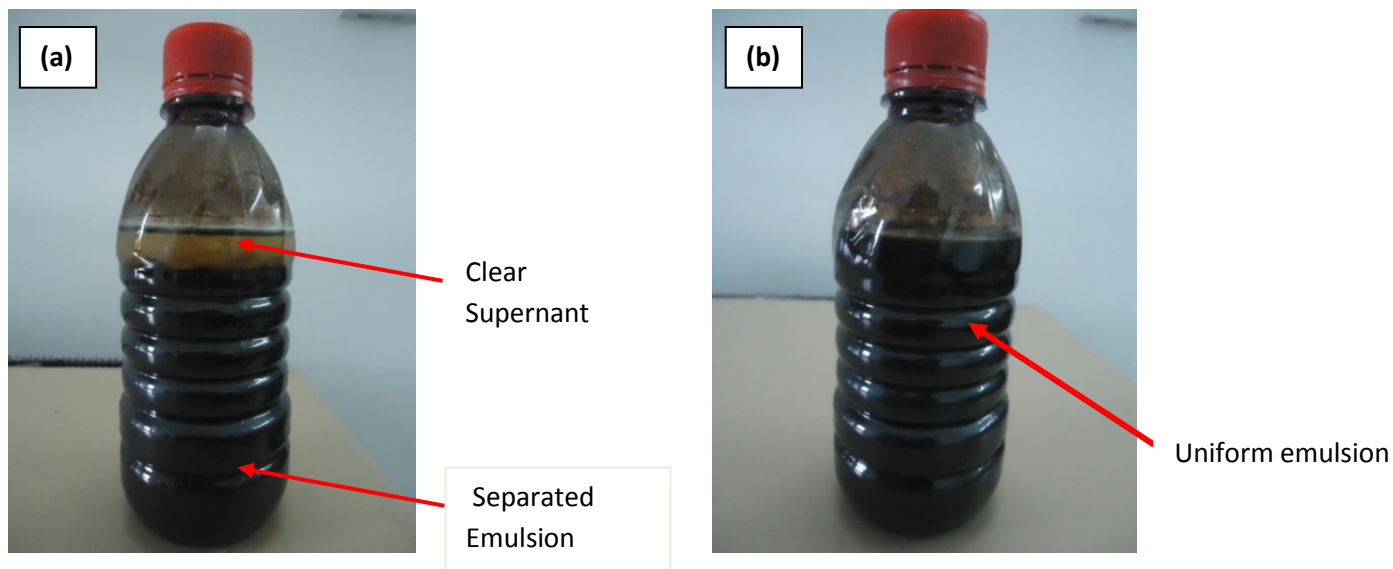 (a)
(b)
Clear
Supernant
Separated
Emulsion
Uniform emulsion